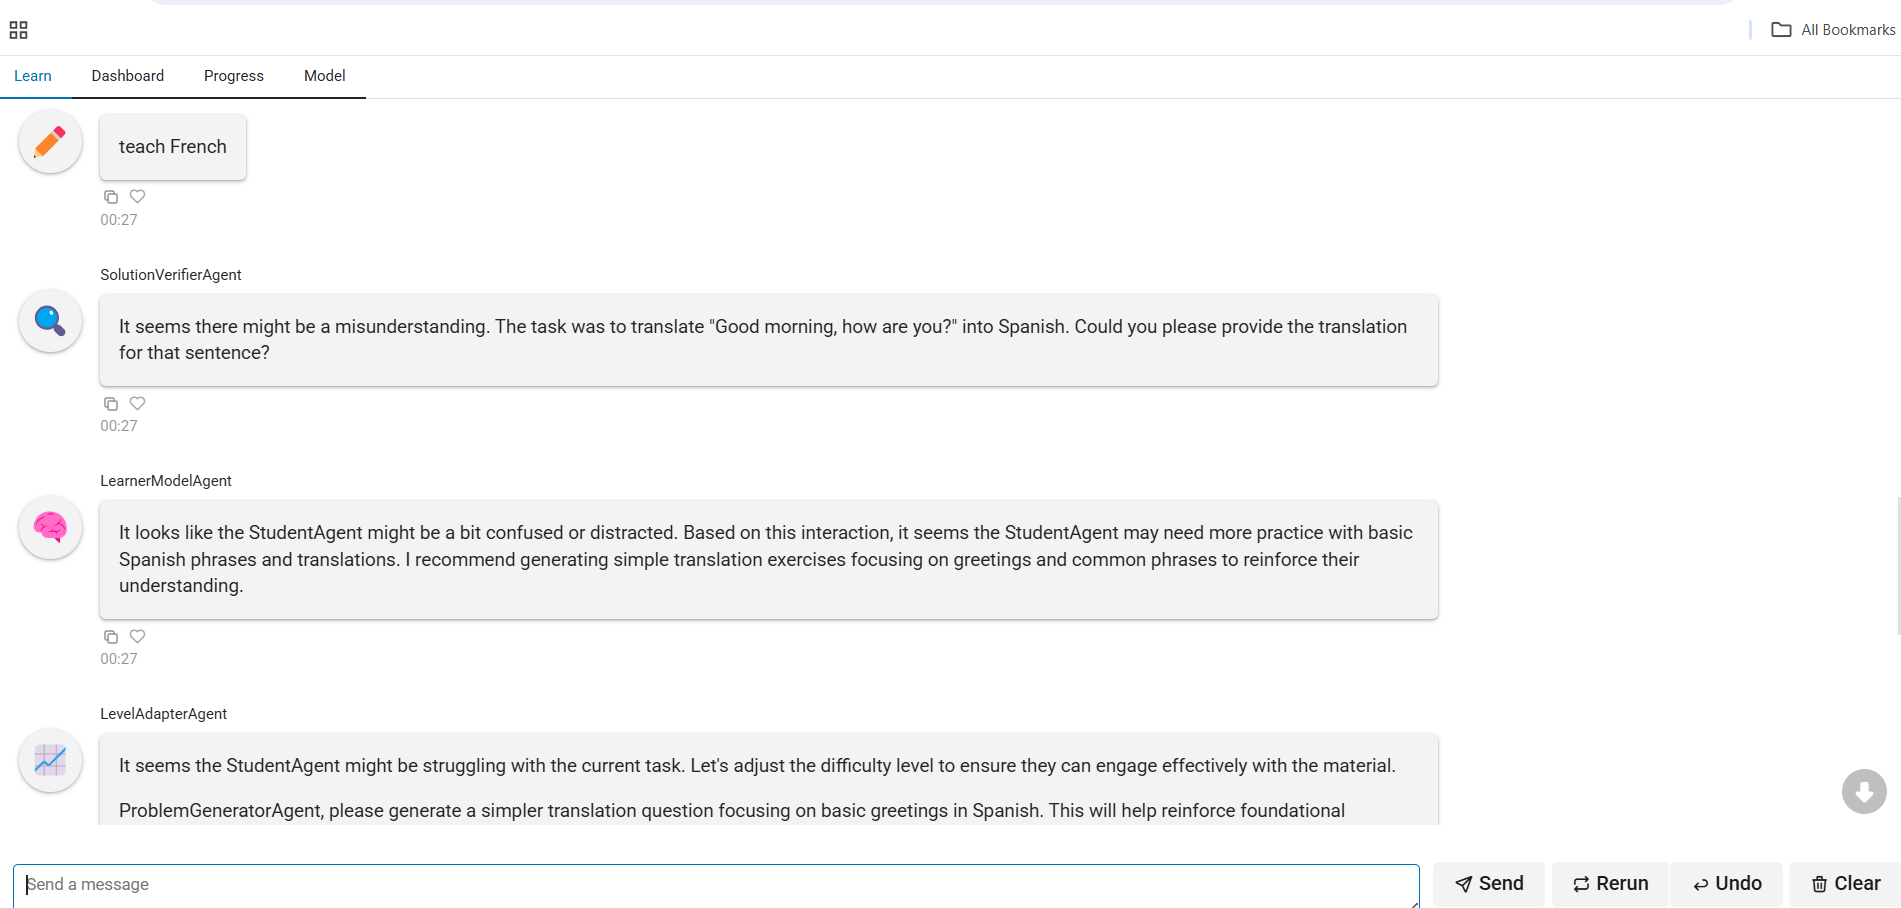 All Bookmarks
Learn Dashboard Progress Model
teach French
00:27
SolutionVerifierAgent
It seems there might be a misunderstanding. The task was to translate "Good morning, how are you?" into Spanish. Could you please provide the translation
for that sentence?
00:27
LearnerModelAgent
It looks like the StudentAgent might be a bit confused or distracted. Based on this interaction, it seems the StudentAgent may need more practice with basic
Spanish phrases and translations. I recommend generating simple translation exercises focusing on greetings and common phrases to reinforce their
understanding.
00:27
LevelAdapterAgent
It seems the StudentAgent might be struggling with the current task. Let's adjust the difficulty level to ensure they can engage effectively with the material.
ProblemGeneratorAgent, please generate a simpler translation question focusing on basic greetings in Spanish. This will help reinforce foundational
Send a message
Send Rerun Undo Clear